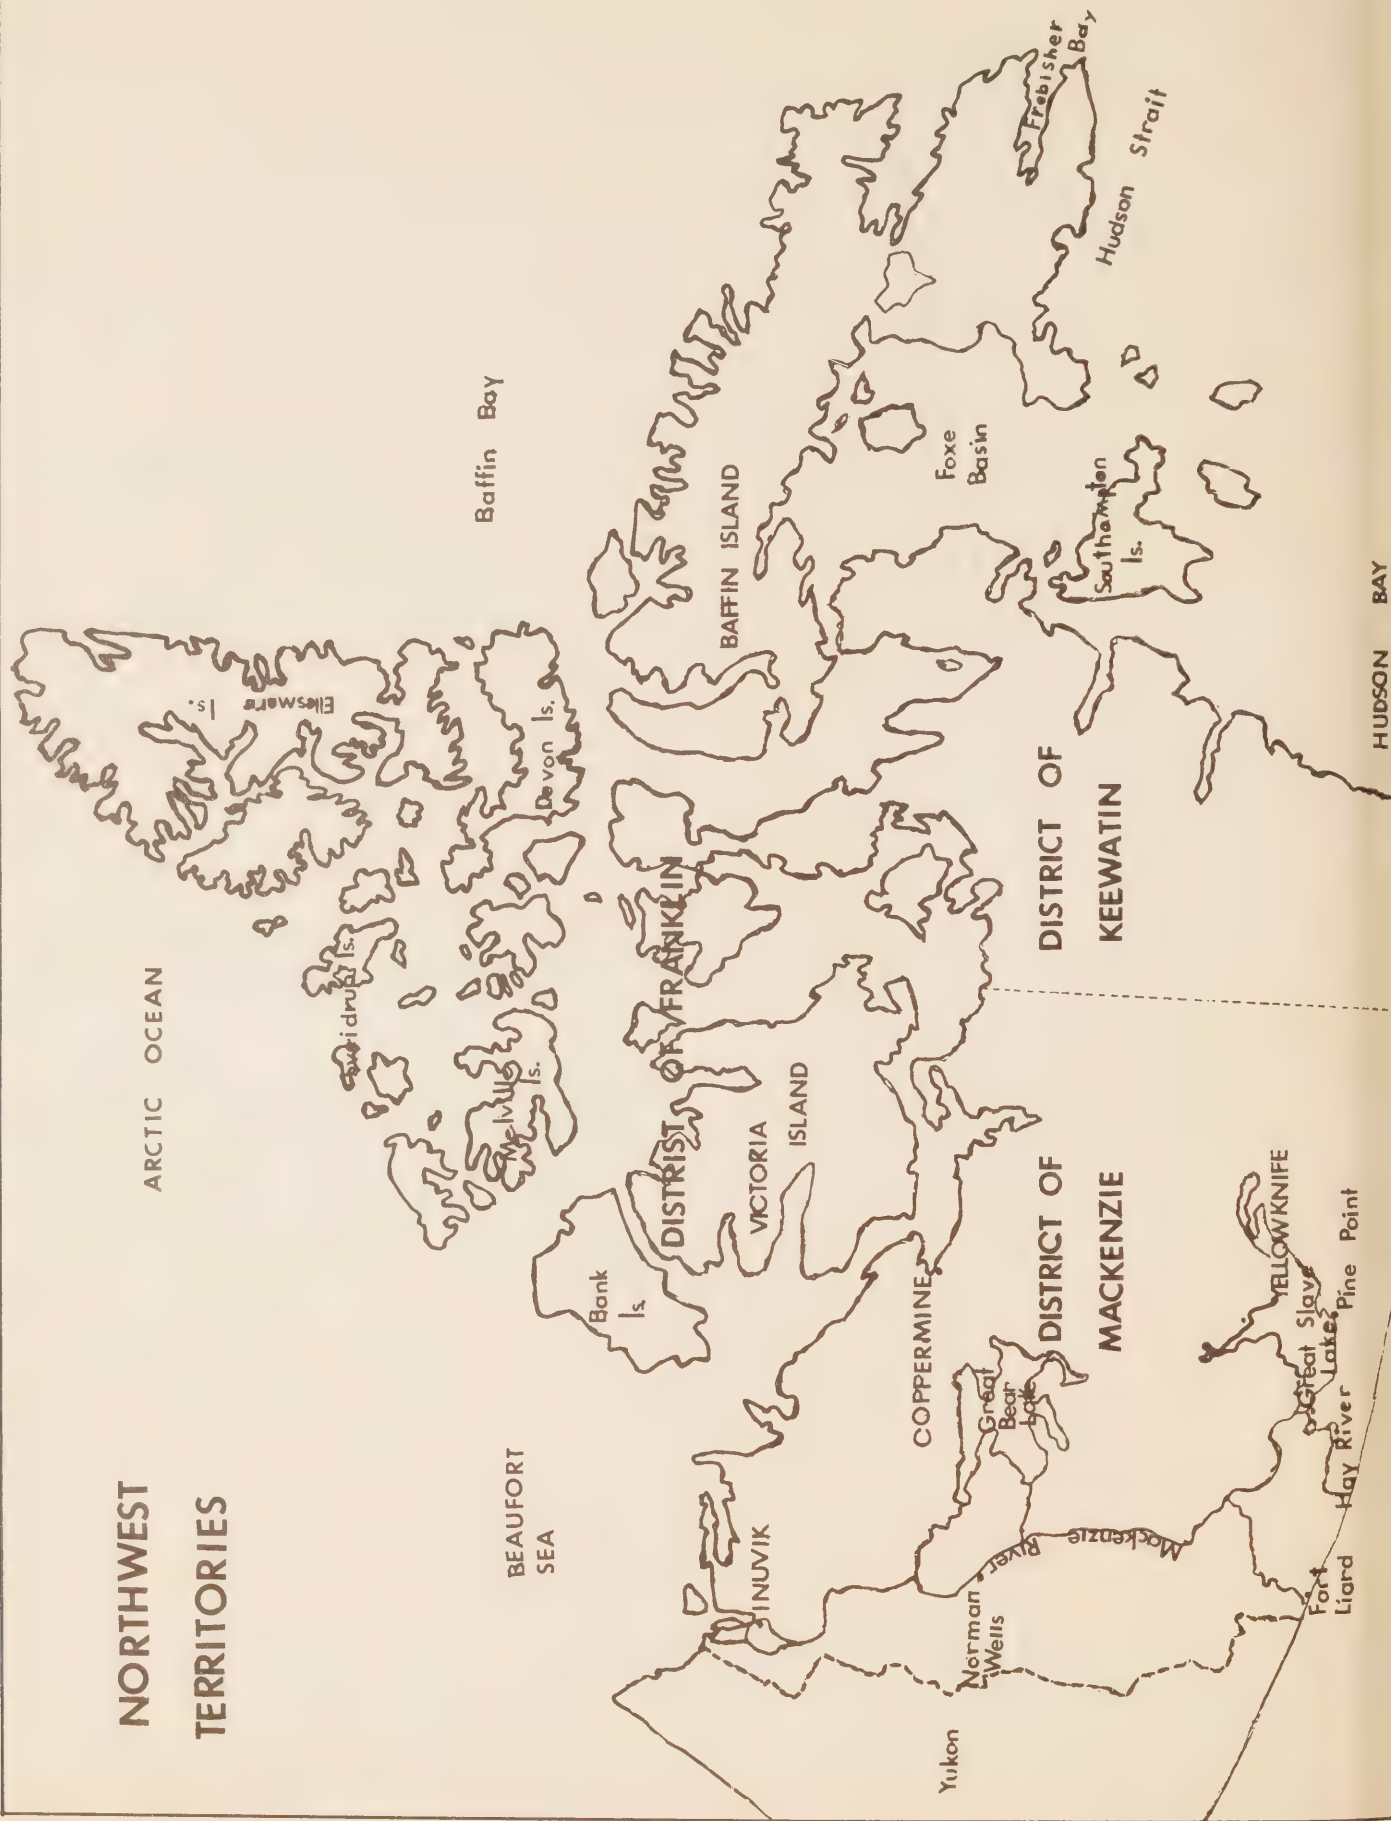 NORTHWEST
TERRITORIES
ARCTIC OCEAN
BEAUFORT
SEA
Baffin Bay
Ellesmere Is.
Sveidrup Is.
Devon Is.
Melville
Is.
Bank
Is.
DISTRIST OF FRANKLIN
VICTORIA
ISLAND
BAFFIN ISLAND
Foxe
Basin
Frobisher
Bay
Hudson Strait
Southampton
Is.
HUDSON BAY
DISTRICT OF
KEEWATIN
DISTRICT OF
MACKENZIE
COPPERMINE
INUVIK
Great
Bear
Lake
Norman
Wells
Mackenzie River
Yukon
YELLOWKNIFE
Great Slave
Lake
Pine Point
Hay River
Fort
Liard